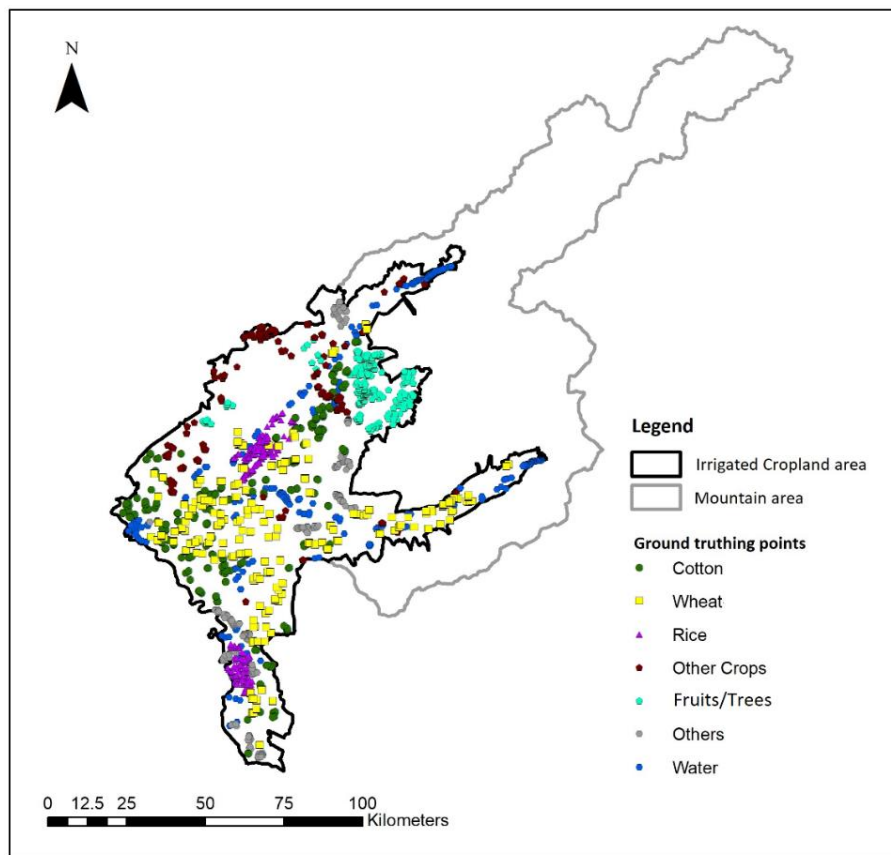 N
Legend
Irrigated Cropland area
Mountain area
Ground truthing points
Cotton
Wheat
Rice
Other Crops
Fruits/Trees
Others
Water
0 12.5 25 50 75 100
Kilometers